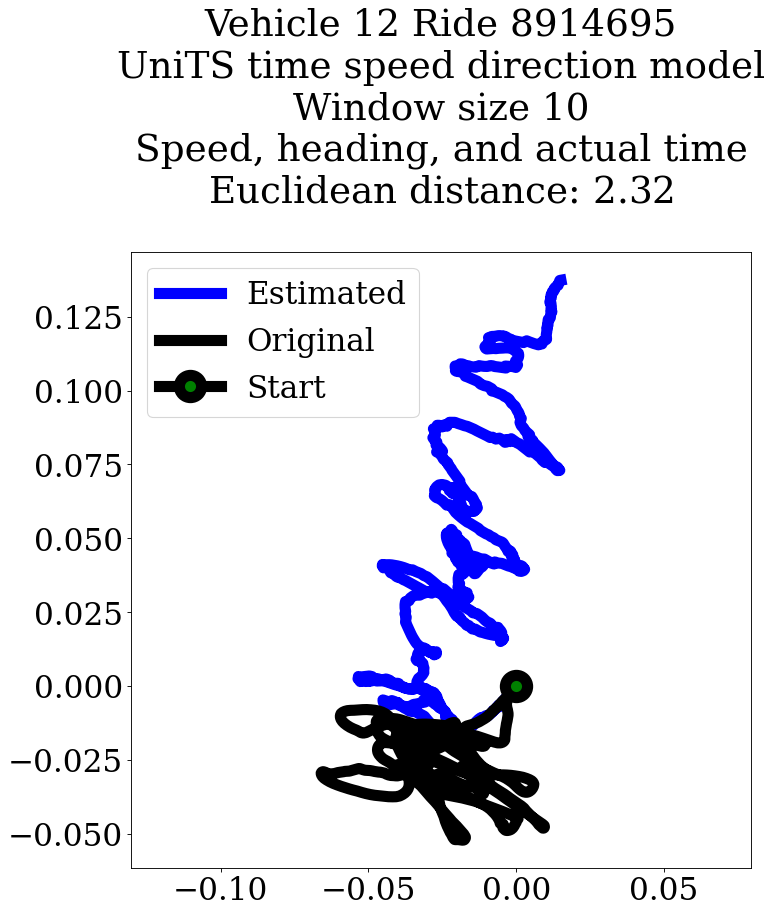 Vehicle 12 Ride 8914695
UniTS time speed direction model
Window size 10
Speed, heading, and actual time
Euclidean distance: 2.32
Estimated
Original
Start
0.125
0.100
0.075
0.050
0.025
0.000
−0.025
−0.050
−0.10 −0.05 0.00 0.05